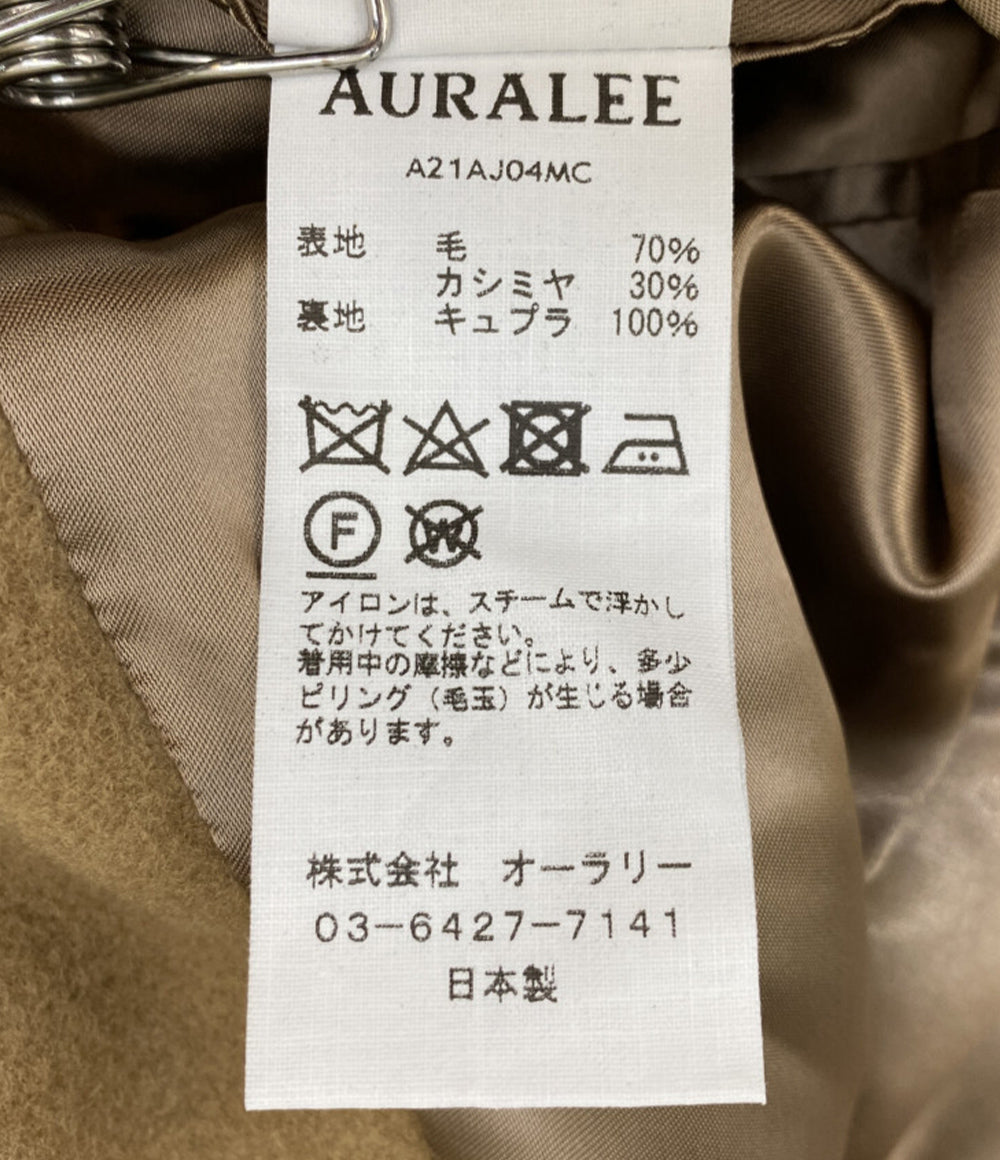 AURALEE
A21AJ04MC
表地 毛 70%
カシミヤ 30%
裏地 キュプラ 100%
F W
アイロンは、スチームで浮かし
てかけてください。
着用中の摩擦などにより、多少
ピリング（毛玉）が生じる場合
があります。
株式会社 オーラリー
03-6427-7141
日本製